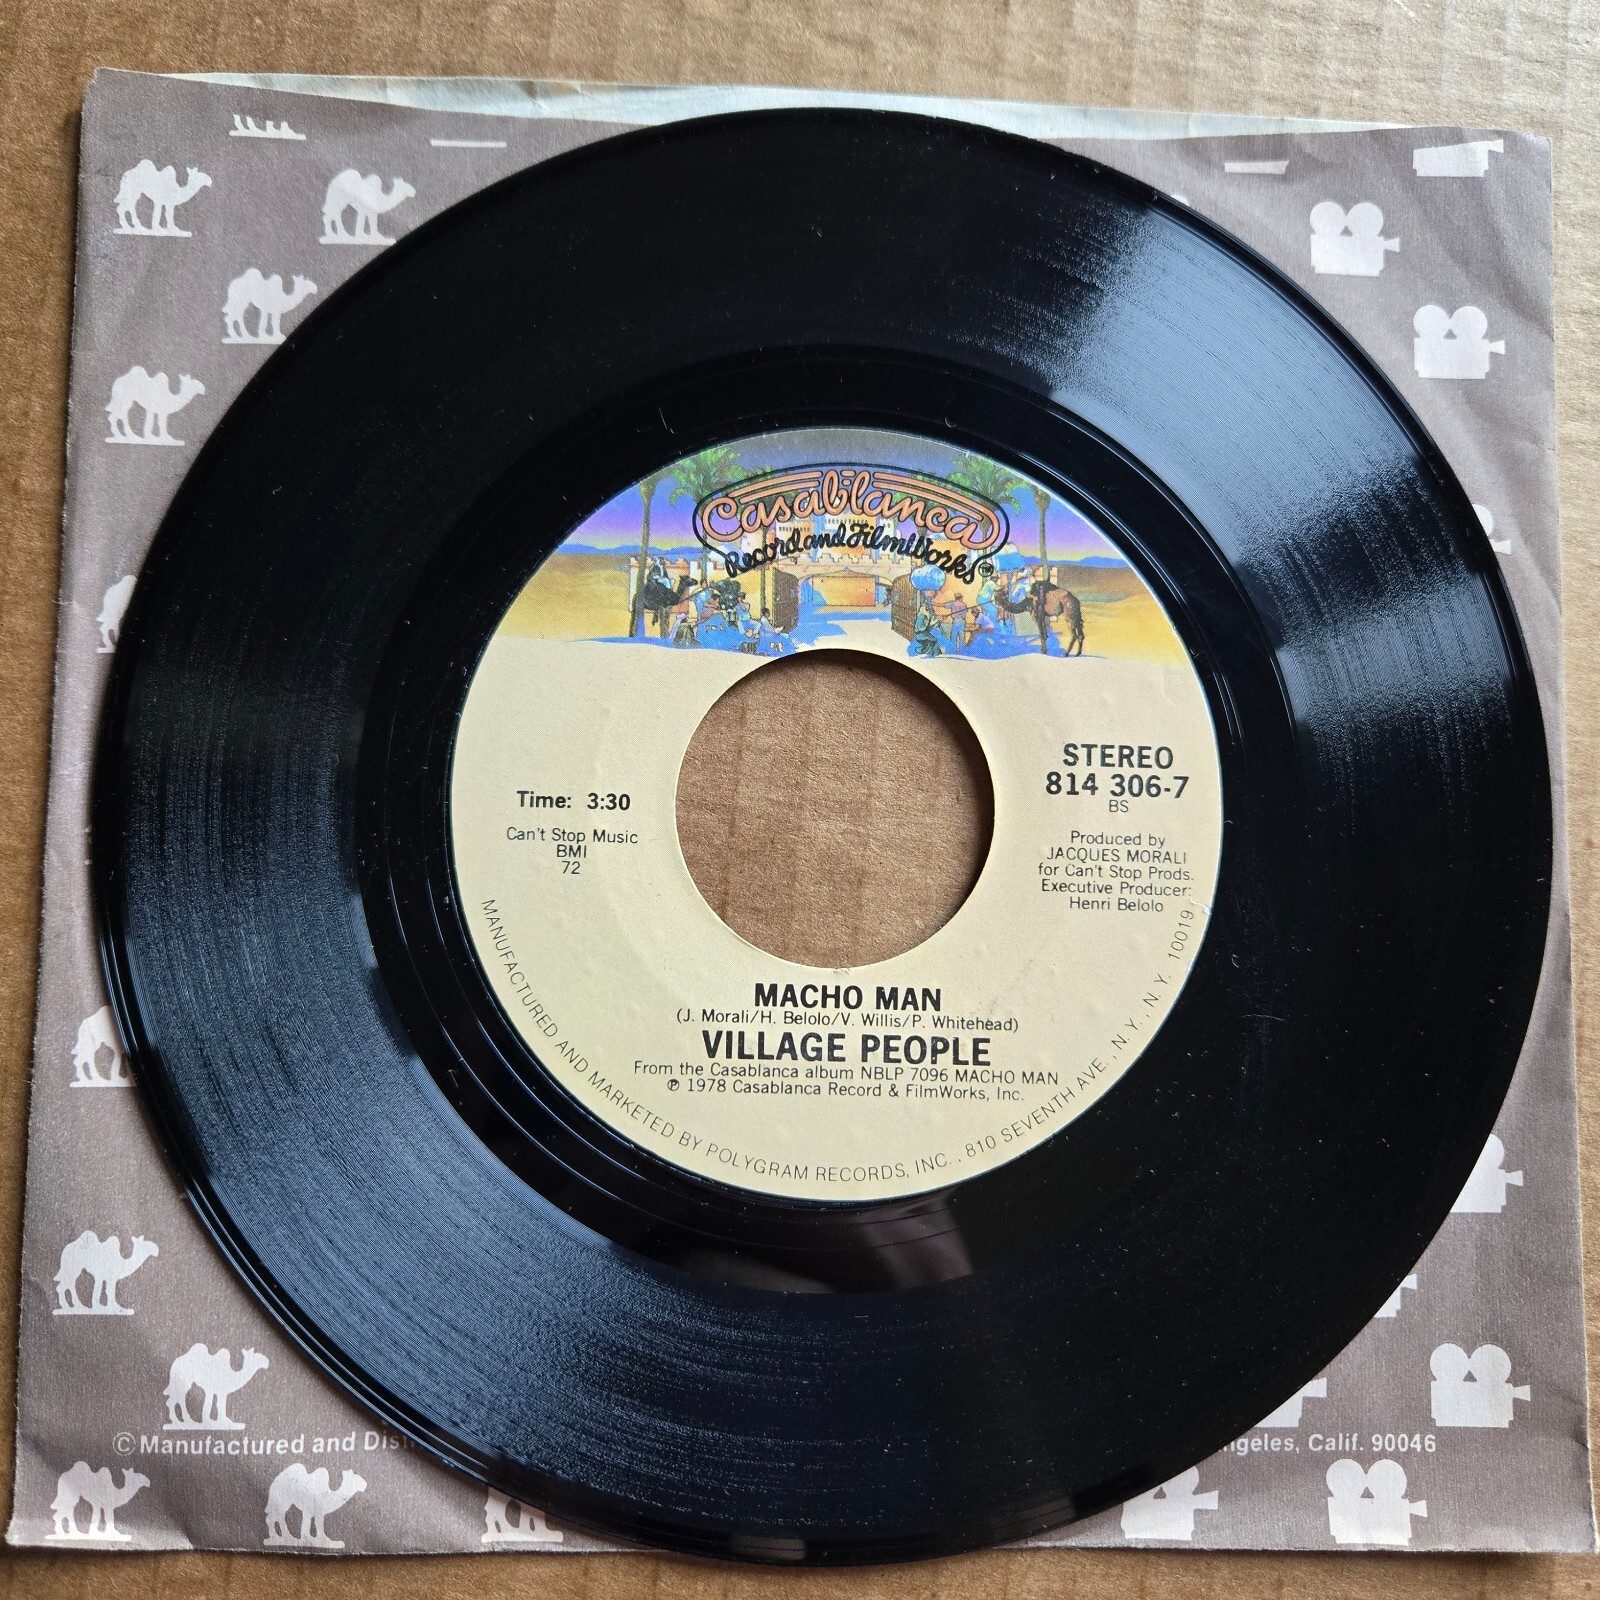 Casablanca
Record and FilmWorks™
STEREO
814 306-7
BS
Time: 3:30
Can't Stop Music
BMI
72
Produced by
JACQUES MORALI
for Can't Stop Prods.
Executive Producer:
Henri Belolo
MACHO MAN
(J. Morali/H. Belolo/V. Willis/P. Whitehead)
VILLAGE PEOPLE
From the Casablanca album NBLP 7096 MACHO MAN
℗ 1978 Casablanca Record & FilmWorks, Inc.
MANUFACTURED AND MARKETED BY POLYGRAM RECORDS, INC., 810 SEVENTH AVE., N.Y., N.Y. 10019
©Manufactured and Calif. 90046